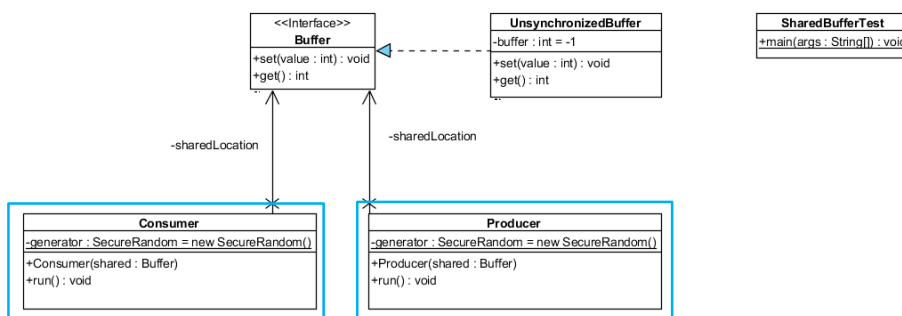 <<Interface>>
Buffer
+set(value : int) : void
+get() : int
UnsynchronizedBuffer
-buffer : int = -1
+set(value : int) : void
+get() : int
SharedBufferTest
+main(args : String[]) : void
-sharedLocation
-sharedLocation
Consumer
-generator : SecureRandom = new SecureRandom()
+Consumer(shared : Buffer)
+run() : void
Producer
-generator : SecureRandom = new SecureRandom()
+Producer(shared : Buffer)
+run() : void